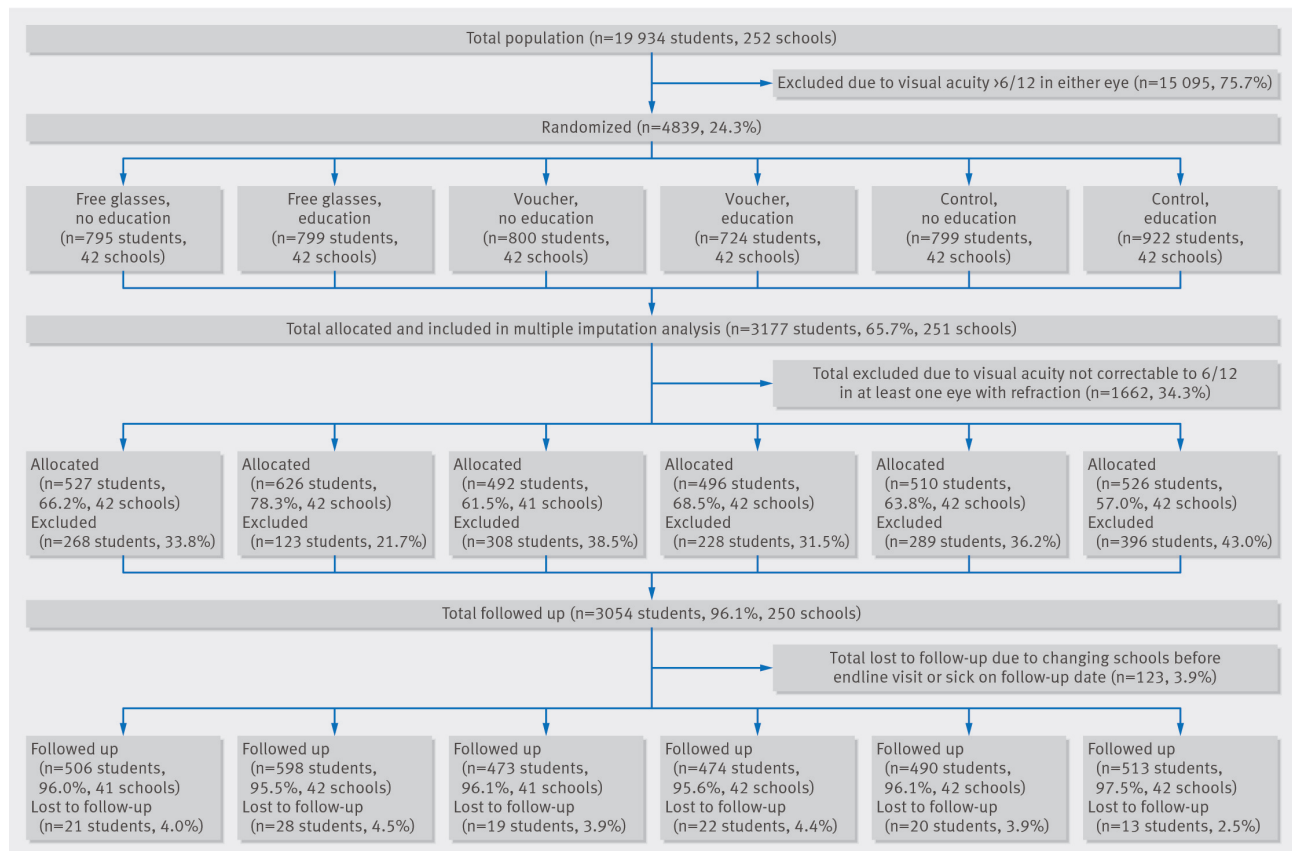 Total population (n=19 934 students, 252 schools)
Excluded due to visual acuity >6/12 in either eye (n=15 095, 75.7%)
Randomized (n=4839, 24.3%)
Free glasses,
no education
(n=795 students,
42 schools)
Free glasses,
education
(n=799 students,
42 schools)
Voucher,
no education
(n=800 students,
42 schools)
Voucher,
education
(n=724 students,
42 schools)
Control,
no education
(n=799 students,
42 schools)
Control,
education
(n=922 students,
42 schools)
Total allocated and included in multiple imputation analysis (n=3177 students, 65.7%, 251 schools)
Total excluded due to visual acuity not correctable to 6/12
in at least one eye with refraction (n=1662, 34.3%)
Allocated
(n=527 students,
66.2%, 42 schools)
Excluded
(n=268 students, 33.8%)
Allocated
(n=626 students,
78.3%, 42 schools)
Excluded
(n=123 students, 21.7%)
Allocated
(n=492 students,
61.5%, 41 schools)
Excluded
(n=308 students, 38.5%)
Allocated
(n=496 students,
68.5%, 42 schools)
Excluded
(n=228 students, 31.5%)
Allocated
(n=510 students,
63.8%, 42 schools)
Excluded
(n=289 students, 36.2%)
Allocated
(n=526 students,
57.0%, 42 schools)
Excluded
(n=396 students, 43.0%)
Total followed up (n=3054 students, 96.1%, 250 schools)
Total lost to follow-up due to changing schools before
endline visit or sick on follow-up date (n=123, 3.9%)
Followed up
(n=506 students,
96.0%, 41 schools)
Lost to follow-up
(n=21 students, 4.0%)
Followed up
(n=598 students,
95.5%, 42 schools)
Lost to follow-up
(n=28 students, 4.5%)
Followed up
(n=473 students,
96.1%, 41 schools)
Lost to follow-up
(n=19 students, 3.9%)
Followed up
(n=474 students,
95.6%, 42 schools)
Lost to follow-up
(n=22 students, 4.4%)
Followed up
(n=490 students,
96.1%, 42 schools)
Lost to follow-up
(n=20 students, 3.9%)
Followed up
(n=513 students,
97.5%, 42 schools)
Lost to follow-up
(n=13 students, 2.5%)